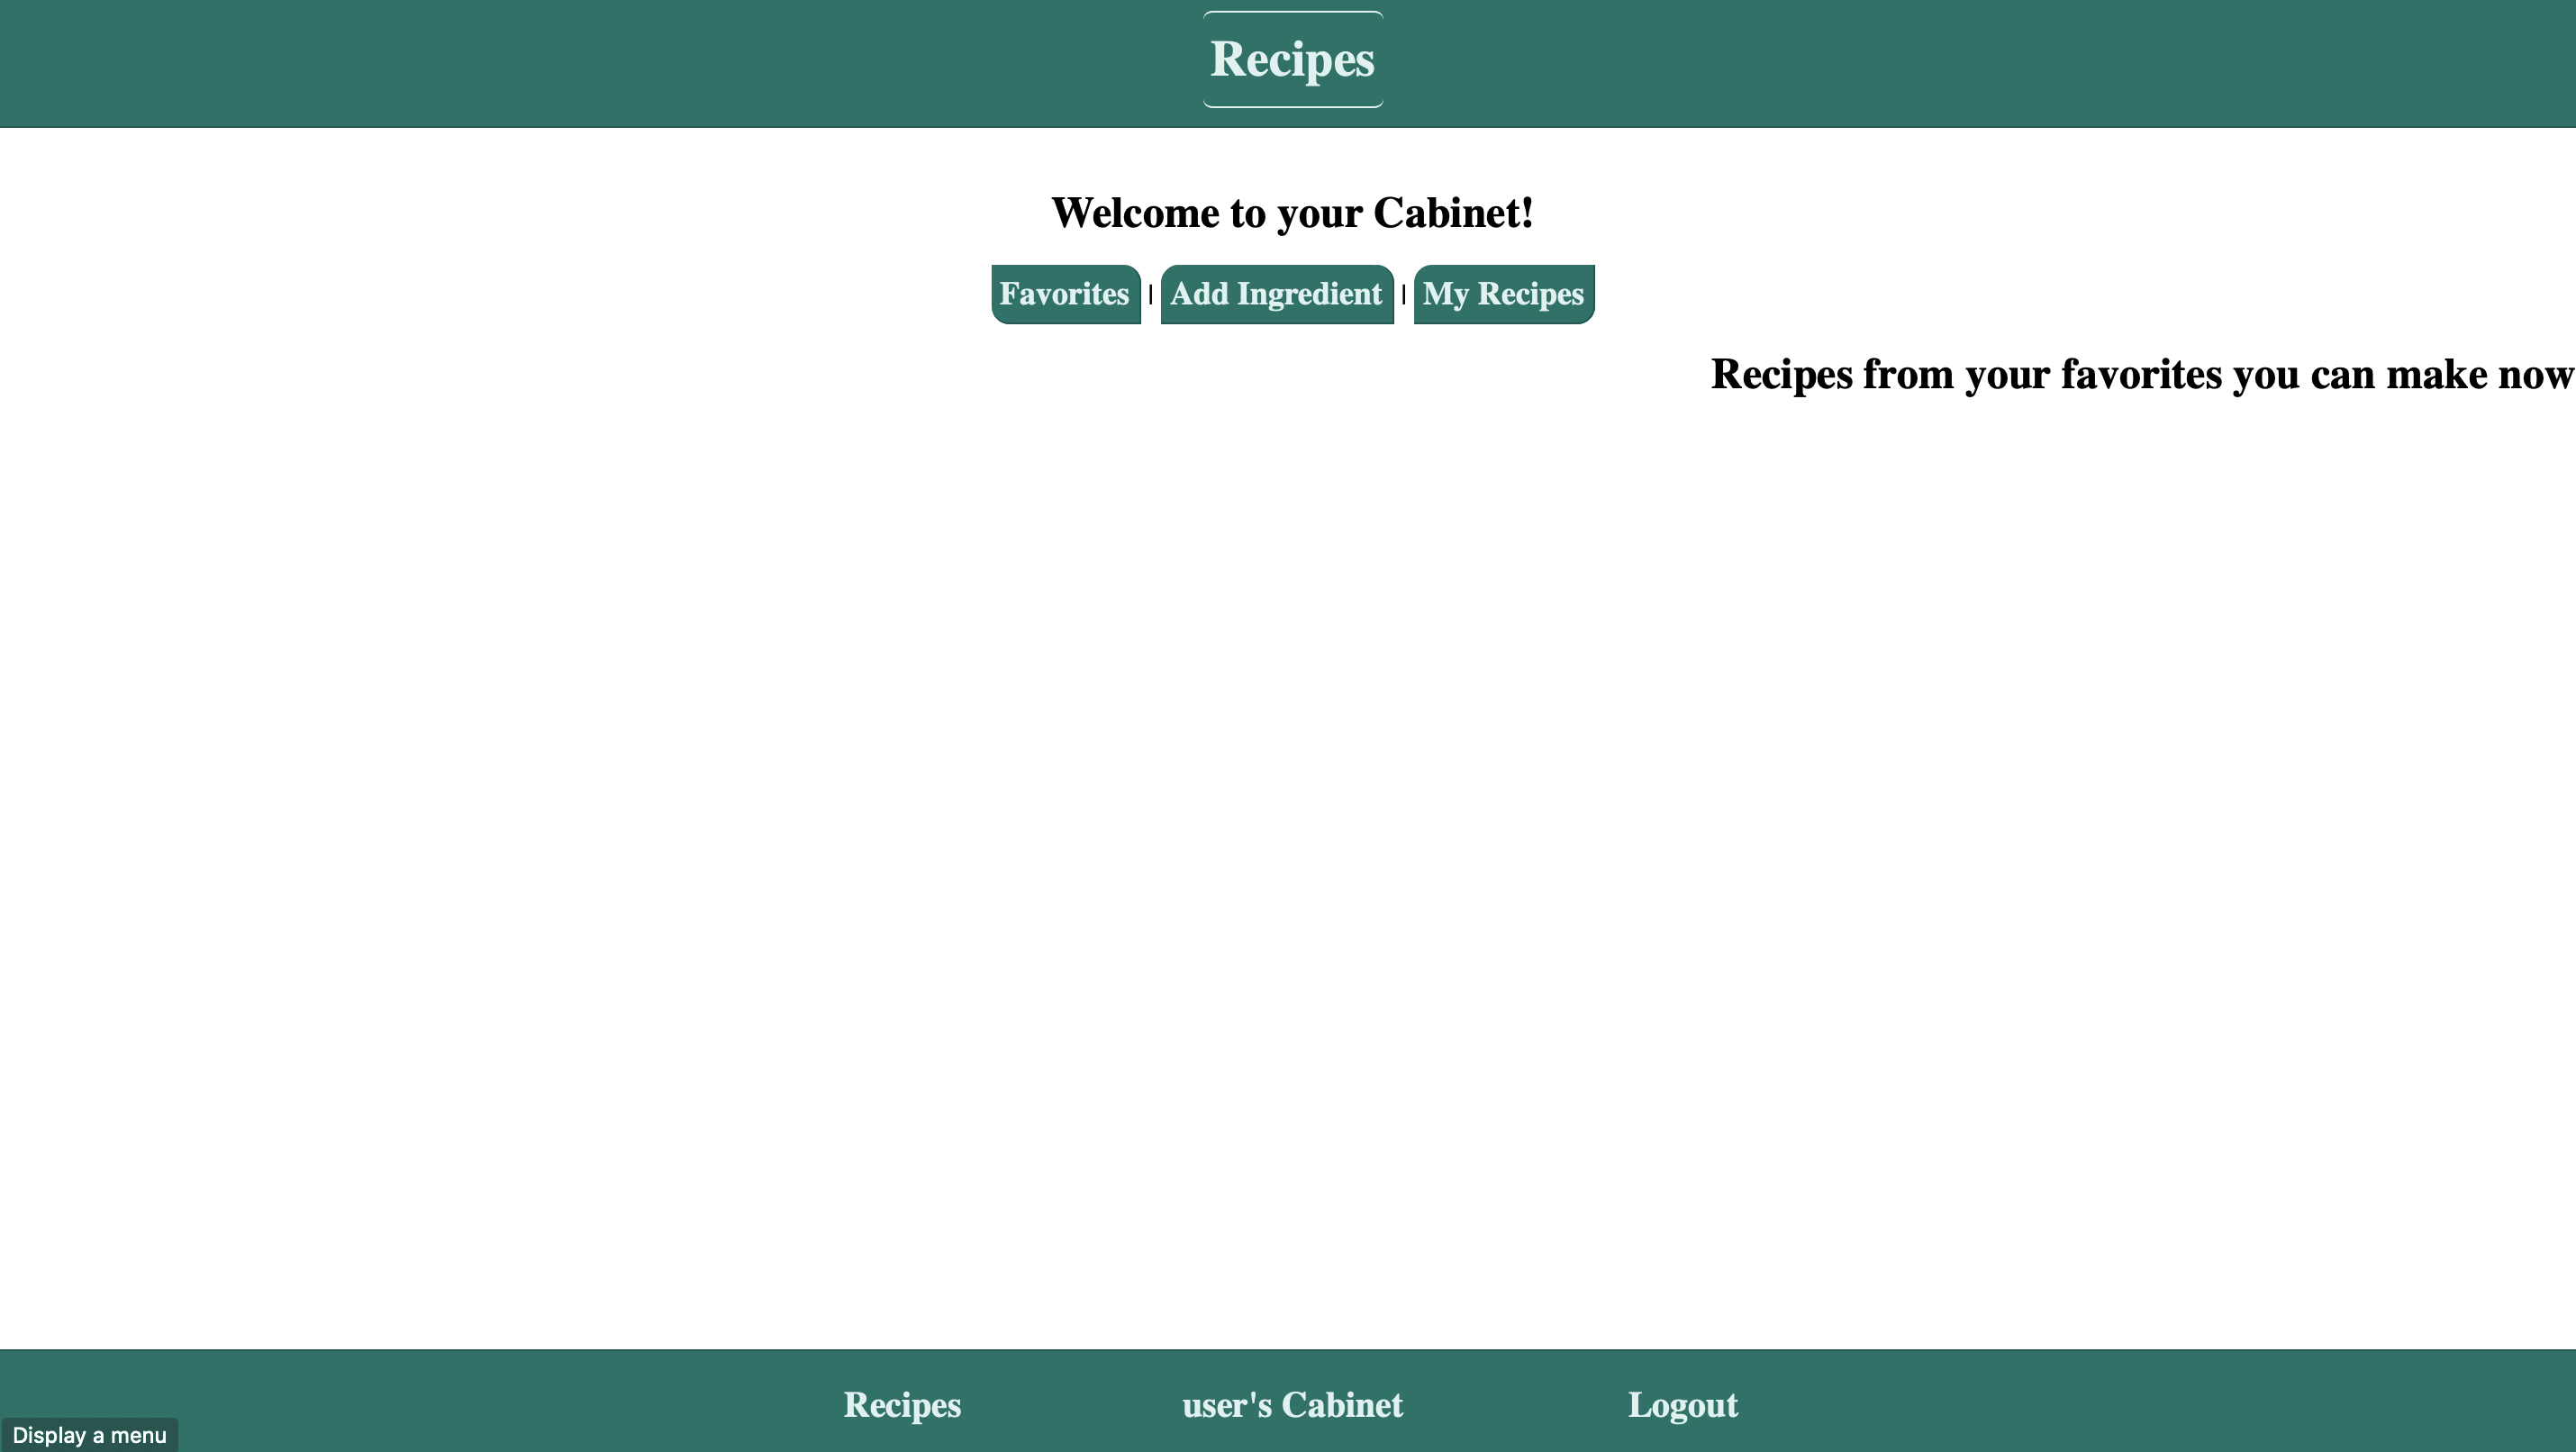 Recipes
Welcome to your Cabinet!
Favorites | Add Ingredient | My Recipes
Recipes from your favorites you can make now
Recipes user's Cabinet Logout
Display a menu